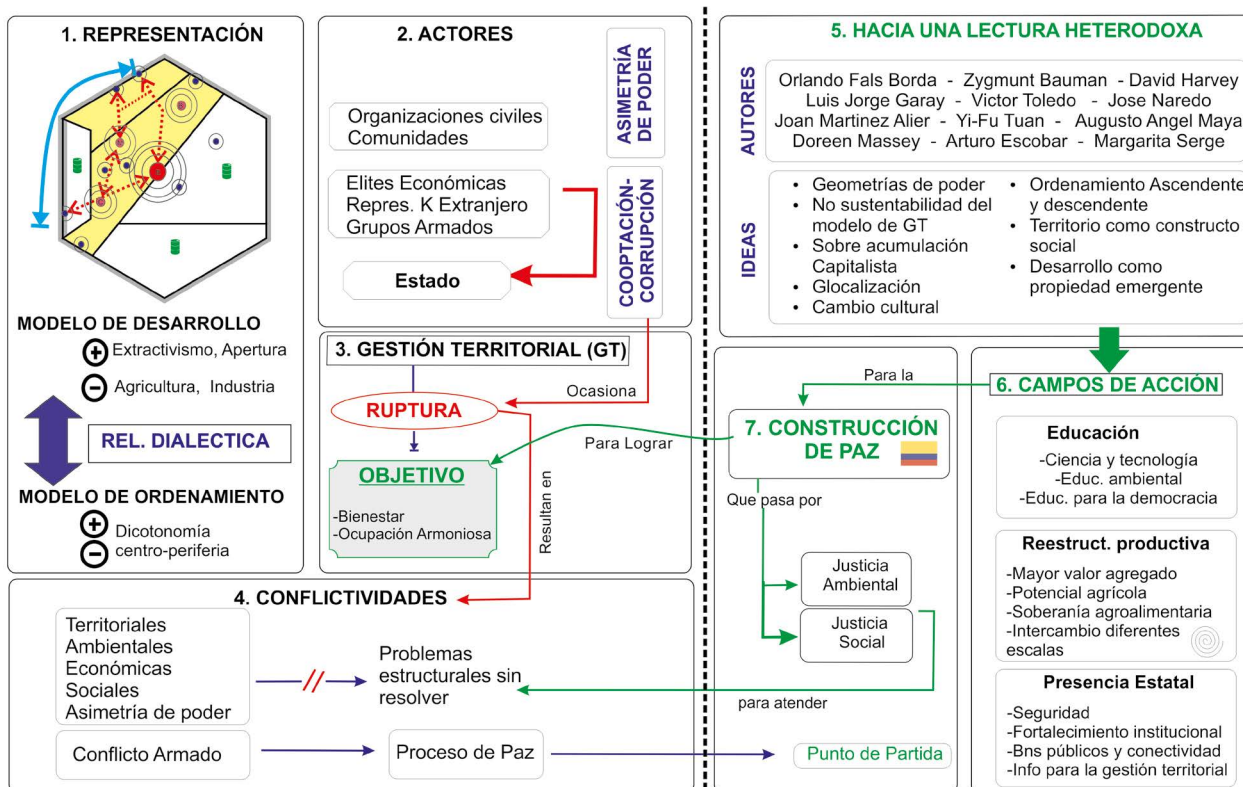 1. REPRESENTACIÓN
MODELO DE DESARROLLO
+ Extractivismo, Apertura
− Agricultura, Industria
REL. DIALECTICA
MODELO DE ORDENAMIENTO
+
− Dicotonomía
centro-periferia
2. ACTORES
Organizaciones civiles
Comunidades
Elites Económicas
Repres. K Extranjero
Grupos Armados
Estado
ASIMETRÍA
DE PODER
COOPTACIÓN-
CORRUPCIÓN
3. GESTIÓN TERRITORIAL (GT)
Ocasiona
RUPTURA
Para Lograr
OBJETIVO
-Bienestar
-Ocupación Armoniosa
Resultan en
4. CONFLICTIVIDADES
Territoriales
Ambientales
Económicas
Sociales
Asimetría de poder
//
Problemas
estructurales sin
resolver
Conflicto Armado
Proceso de Paz
5. HACIA UNA LECTURA HETERODOXA
AUTORES
Orlando Fals Borda - Zygmunt Bauman - David Harvey
Luis Jorge Garay - Victor Toledo - Jose Naredo
Joan Martinez Alier - Yi-Fu Tuan - Augusto Angel Maya
Doreen Massey - Arturo Escobar - Margarita Serge
IDEAS
• Geometrías de poder
• No sustentabilidad del
modelo de GT
• Sobre acumulación
Capitalista
• Glocalización
• Cambio cultural
• Ordenamiento Ascendente
y descendente
• Territorio como constructo
social
• Desarrollo como
propiedad emergente
Para la
6. CAMPOS DE ACCIÓN
Educación
-Ciencia y tecnología
-Educ. ambiental
-Educ. para la democracia
Reestruct. productiva
-Mayor valor agregado
-Potencial agrícola
-Soberanía agroalimentaria
-Intercambio diferentes
escalas
Presencia Estatal
-Seguridad
-Fortalecimiento institucional
-Bns públicos y conectividad
-Info para la gestión territorial
7. CONSTRUCCIÓN
DE PAZ
Que pasa por
Justicia
Ambiental
Justicia
Social
para atender
Punto de Partida